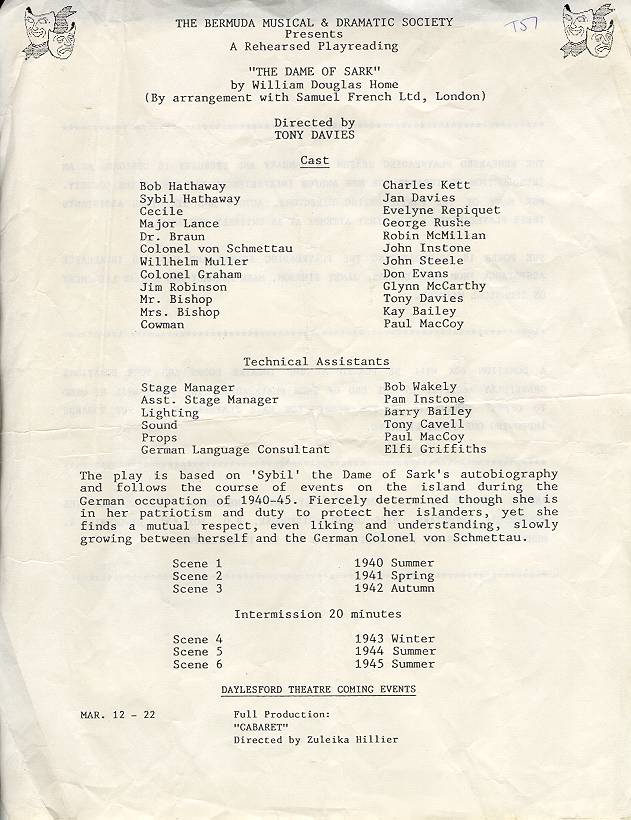 THE BERMUDA MUSICAL & DRAMATIC SOCIETY
T57
Presents
A Rehearsed Playreading
"THE DAME OF SARK"
by William Douglas Home
(By arrangement with Samuel French Ltd, London)
Directed by
TONY DAVIES
Cast
Bob Hathaway Charles Kett
Sybil Hathaway Jan Davies
Cecile Evelyne Repiquet
Major Lance George Rushe
Dr. Braun Robin McMillan
Colonel von Schmettau John Instone
Willhelm Muller John Steele
Colonel Graham Don Evans
Jim Robinson Glynn McCarthy
Mr. Bishop Tony Davies
Mrs. Bishop Kay Bailey
Cowman Paul MacCoy
Technical Assistants
Stage Manager Bob Wakely
Asst. Stage Manager Pam Instone
Lighting Barry Bailey
Sound Tony Cavell
Props Paul MacCoy
German Language Consultant Elfi Griffiths
The play is based on 'Sybil' the Dame of Sark's autobiography
and follows the course of events on the island during the
German occupation of 1940-45. Fiercely determined though she is
in her patriotism and duty to protect her islanders, yet she
finds a mutual respect, even liking and understanding, slowly
growing between herself and the German Colonel von Schmettau.
Scene 1 1940 Summer
Scene 2 1941 Spring
Scene 3 1942 Autumn
Intermission 20 minutes
Scene 4 1943 Winter
Scene 5 1944 Summer
Scene 6 1945 Summer
DAYLESFORD THEATRE COMING EVENTS
MAR. 12 - 22 Full Production:
"CABARET"
Directed by Zuleika Hillier